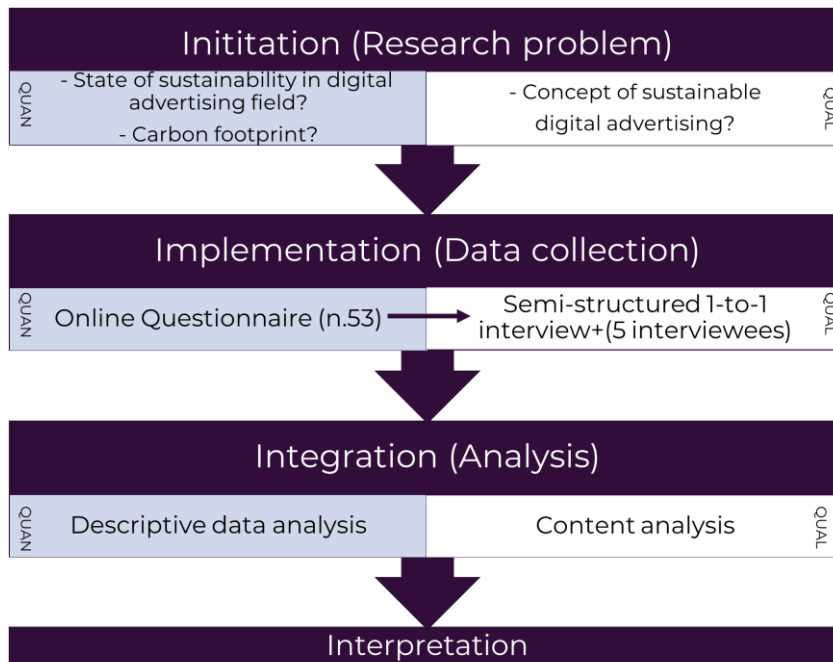 Inititation (Research problem)
QUAN
- State of sustainability in digital
advertising field?
- Carbon footprint?
- Concept of sustainable
digital advertising?
QUAL
Implementation (Data collection)
QUAN
Online Questionnaire (n.53)
Semi-structured 1-to-1
interview+(5 interviewees)
QUAL
Integration (Analysis)
QUAN
Descriptive data analysis
Content analysis
QUAL
Interpretation